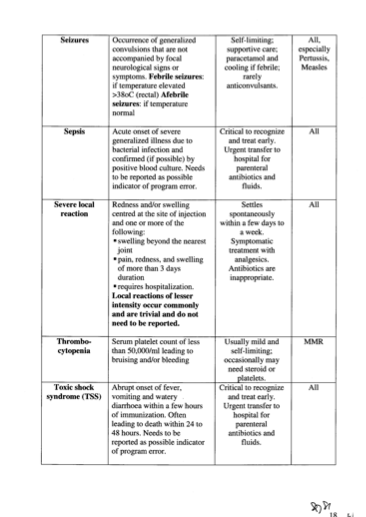 Seizures
Occurrence of generalized
convulsions that are not
accompanied by focal
neurological signs or
symptoms. Febrile seizures:
if temperature elevated
>38oC (rectal) Afebrile
seizures: if temperature
normal
Self-limiting;
supportive care;
paracetamol and
cooling if febrile;
rarely
anticonvulsants.
All,
especially
Pertussis,
Measles
Sepsis
Acute onset of severe
generalized illness due to
bacterial infection and
confirmed (if possible) by
positive blood culture. Needs
to be reported as possible
indicator of program error.
Critical to recognize
and treat early.
Urgent transfer to
hospital for
parenteral
antibiotics and
fluids.
All
Severe local
reaction
Redness and/or swelling
centred at the site of injection
and one or more of the
following:
•swelling beyond the nearest
joint
•pain, redness, and swelling
of more than 3 days
duration
•requires hospitalization.
Local reactions of lesser
intensity occur commonly
and are trivial and do not
need to be reported.
Settles
spontaneously
within a few days to
a week.
Symptomatic
treatment with
analgesics.
Antibiotics are
inappropriate.
All
Thrombo-
cytopenia
Serum platelet count of less
than 50,000/ml leading to
bruising and/or bleeding
Usually mild and
self-limiting;
occasionally may
need steroid or
platelets.
MMR
Toxic shock
syndrome (TSS)
Abrupt onset of fever,
vomiting and watery
diarrhoea within a few hours
of immunization. Often
leading to death within 24 to
48 hours. Needs to be
reported as possible indicator
of program error.
Critical to recognize
and treat early.
Urgent transfer to
hospital for
parenteral
antibiotics and
fluids.
All
18